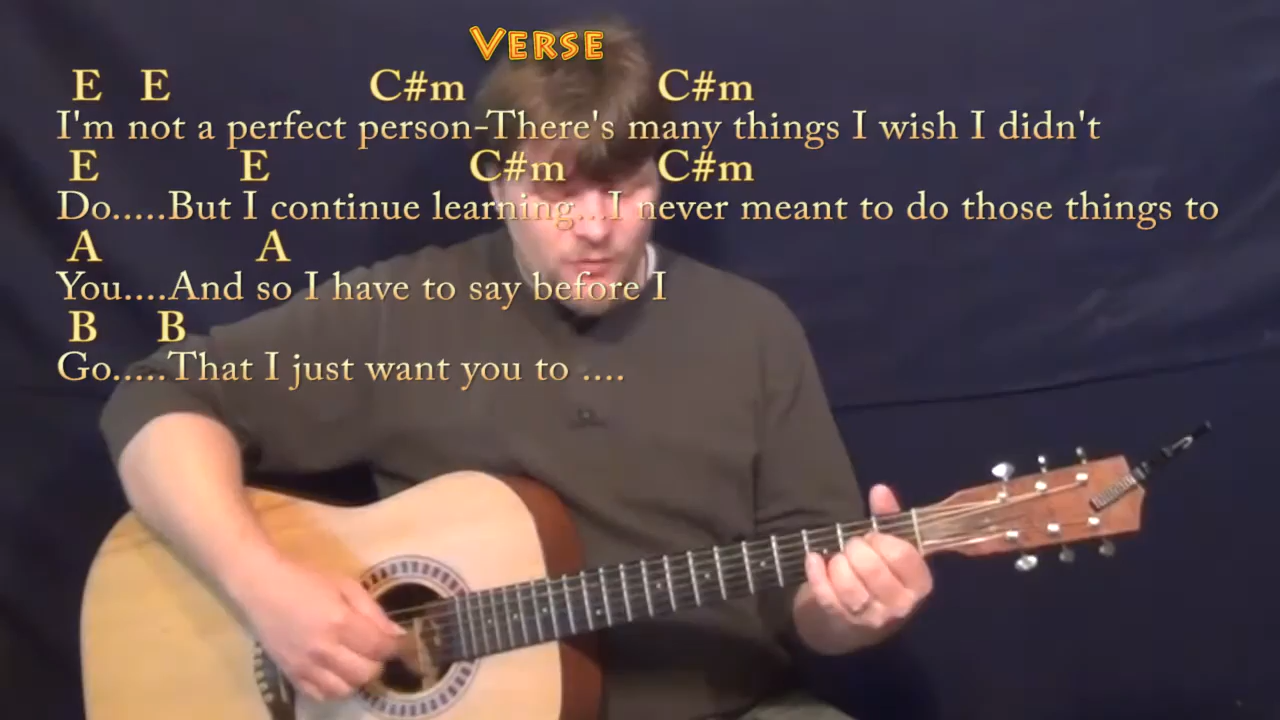 VERSE
E E C#m C#m
I'm not a perfect person-There's many things I wish I didn't
E E C#m C#m
Do.....But I continue learning...I never meant to do those things to
A A
You....And so I have to say before I
B B
Go.....That I just want you to ....